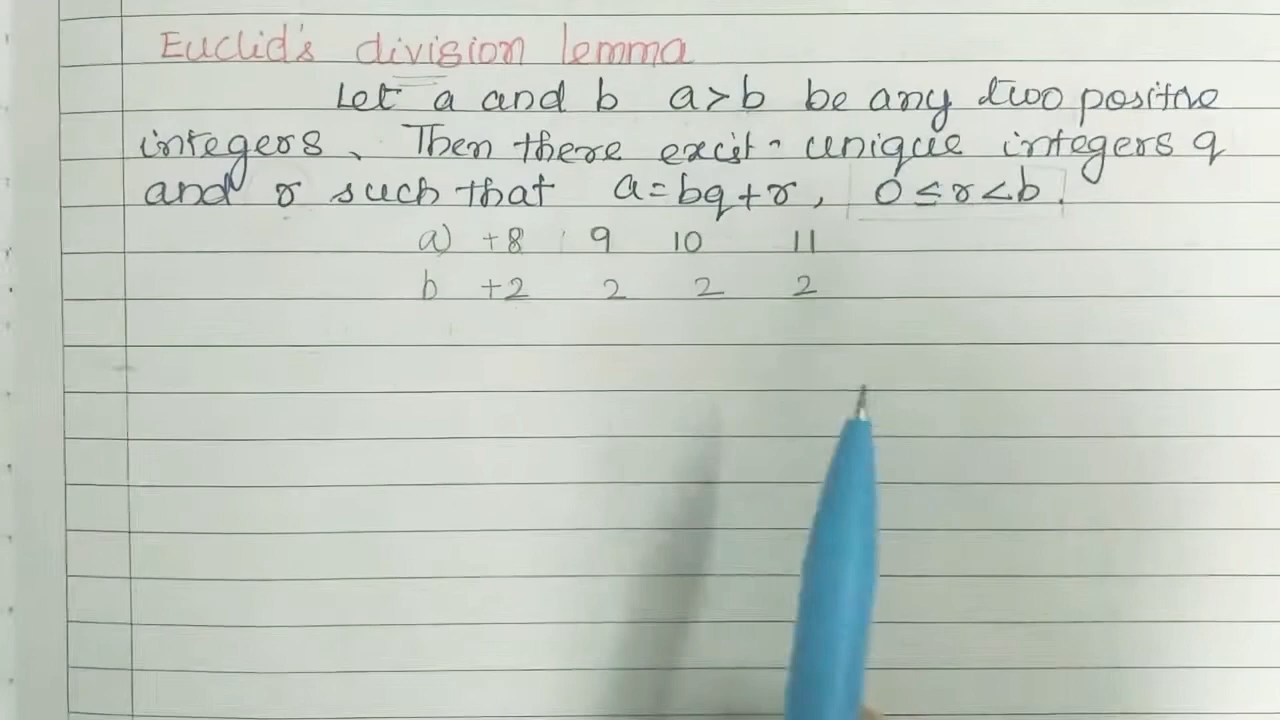 Euclid's division lemma
Let a and b a>b be any two positive
integers. Then there excist unique integers q
and r such that a=bq+r, 0≤r<b.
a) +8 9 10 11
b +2 2 2 2